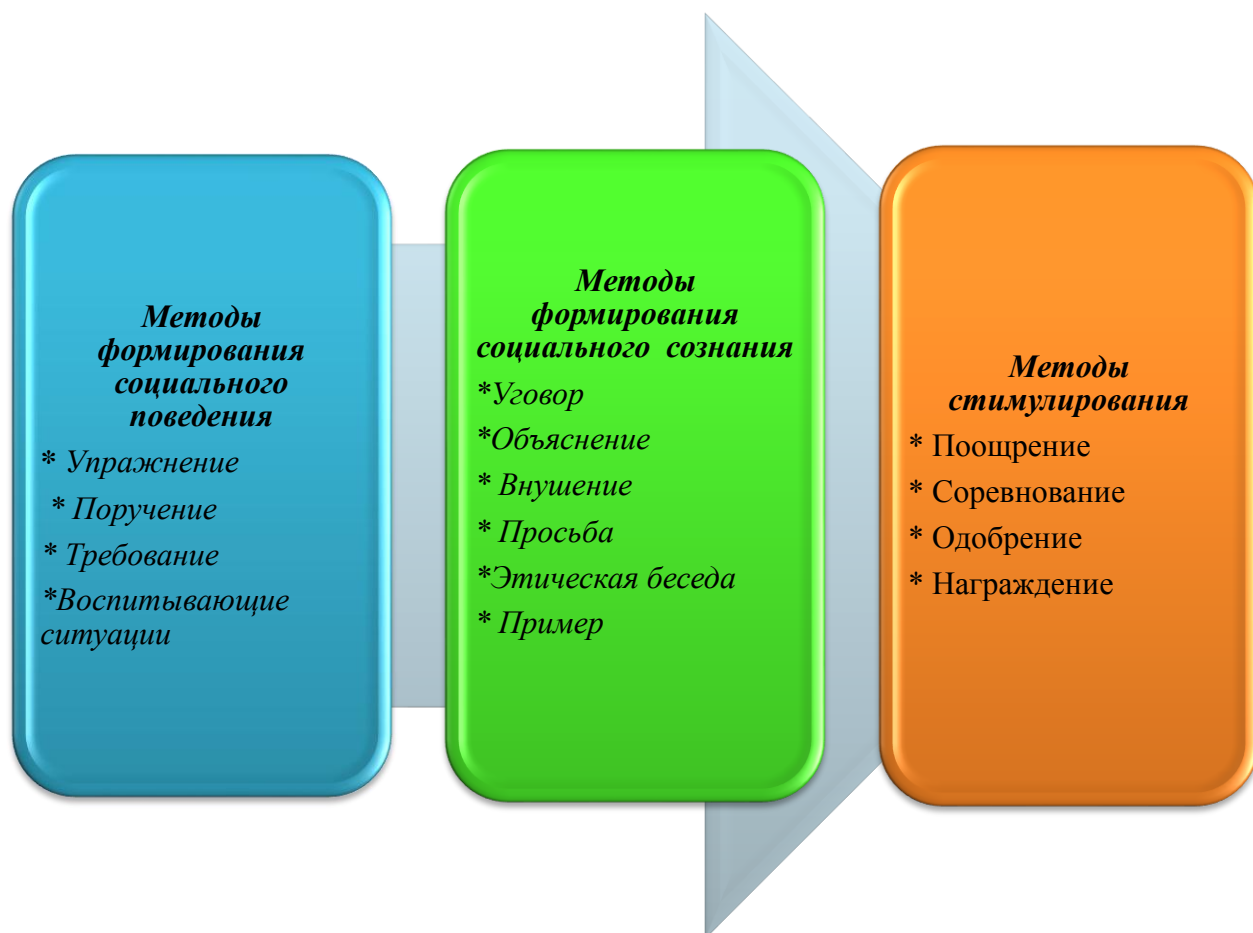 Методы
формирования
социального
поведения
* Упражнение
* Поручение
* Требование
*Воспитывающие
ситуации
Методы
формирования
социального сознания
*Уговор
*Объяснение
* Внушение
* Просьба
*Этическая беседа
* Пример
Методы
стимулирования
* Поощрение
* Соревнование
* Одобрение
* Награждение